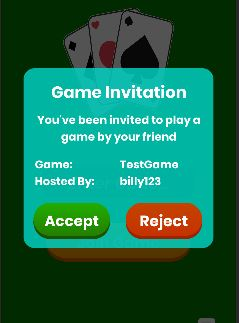 Game Invitation
You've been invited to play a
game by your friend
Game: TestGame
Hosted By: billy123
Accept Reject